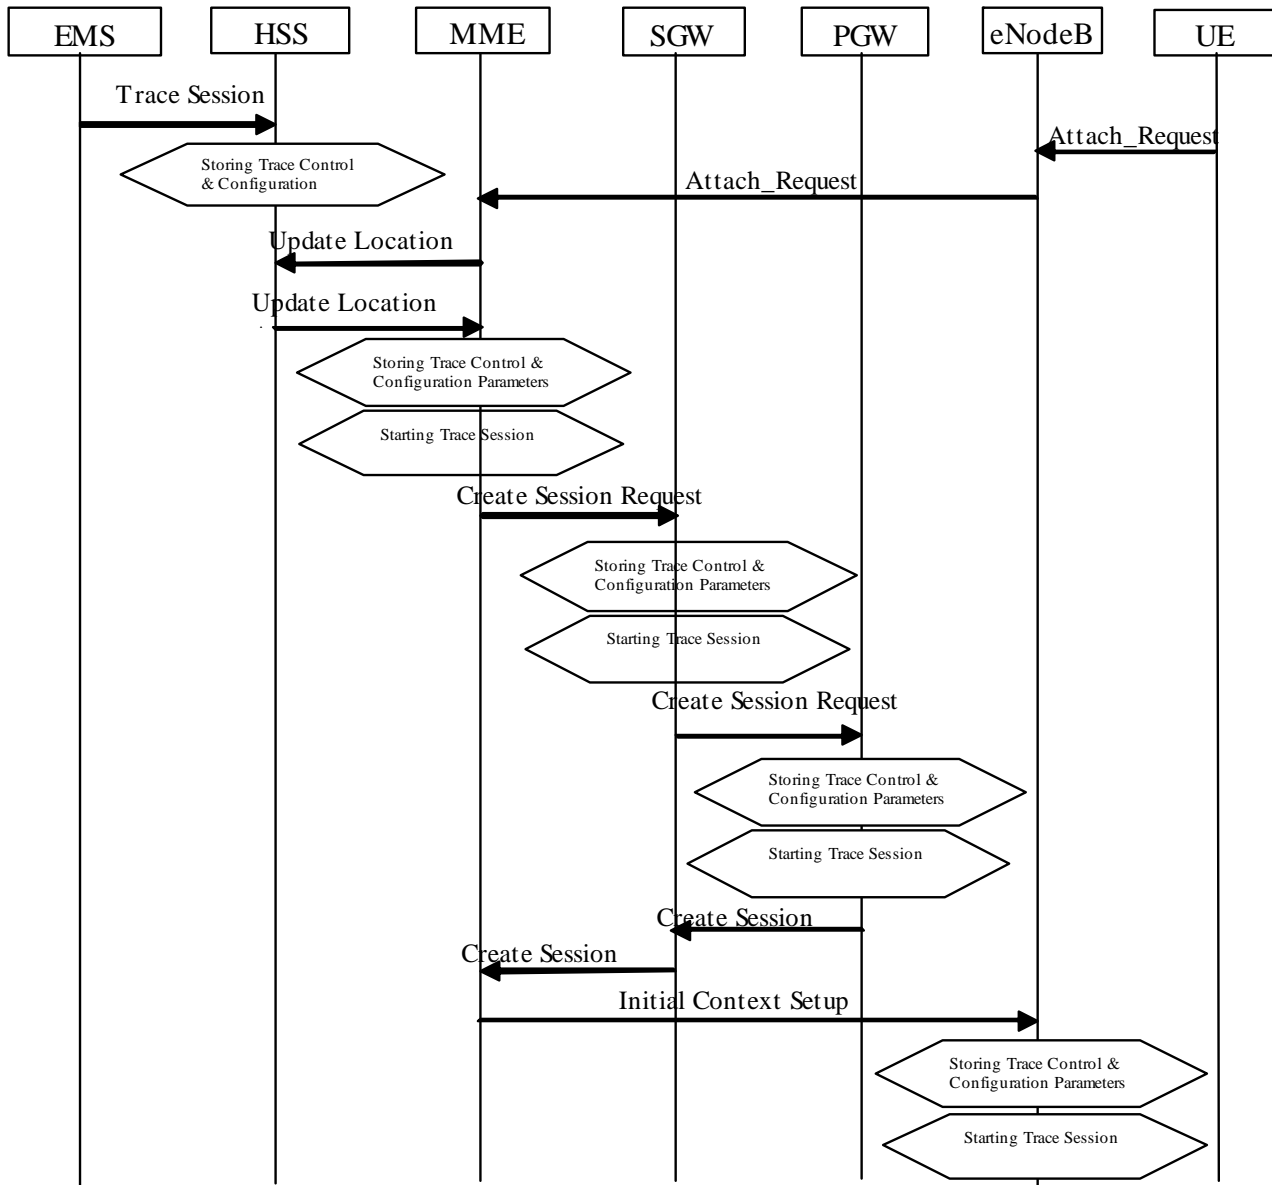 EMS HSS MME SGW PGW eNodeB UE
Trace Session
Attach_Request
Storing Trace Control
& Configuration
Attach_Request
Update Location
Update Location
Storing Trace Control &
Configuration Parameters
Starting Trace Session
Create Session Request
Storing Trace Control &
Configuration Parameters
Starting Trace Session
Create Session Request
Storing Trace Control &
Configuration Parameters
Starting Trace Session
Create Session
Create Session
Initial Context Setup
Storing Trace Control &
Configuration Parameters
Starting Trace Session